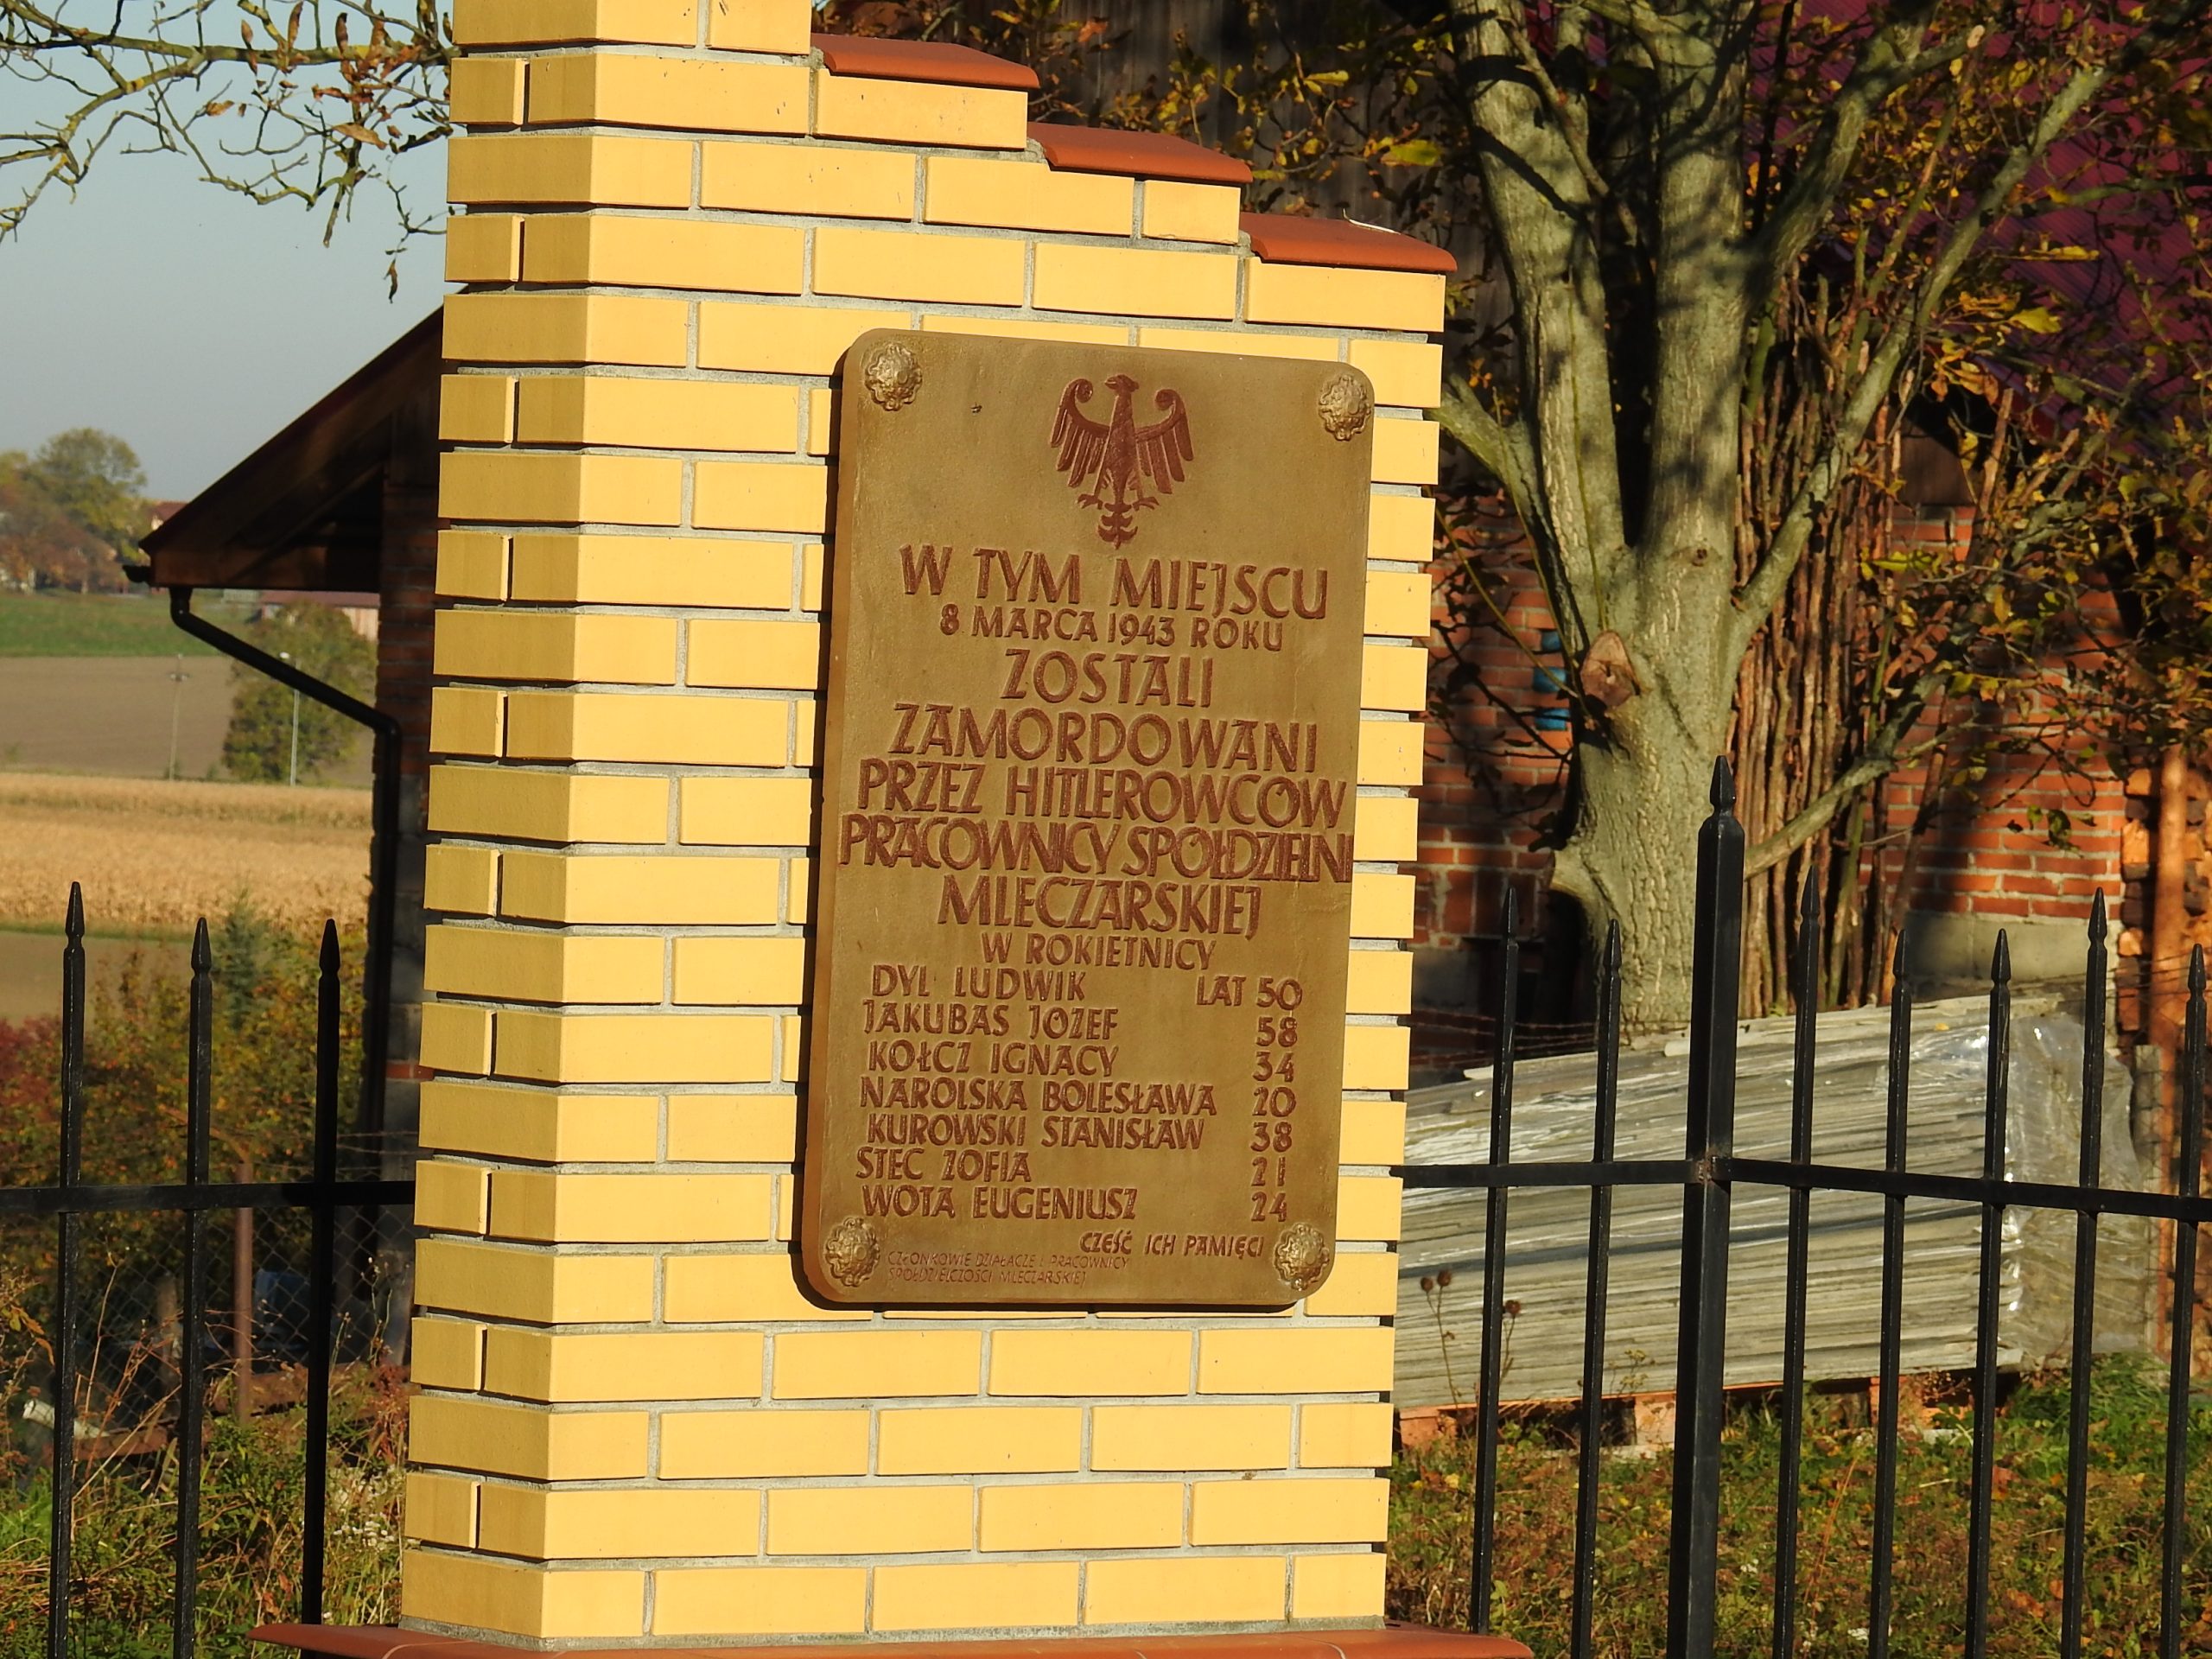 W TYM MIEJSCU
8 MARCA 1943 ROKU
ZOSTALI
ZAMORDOWANI
PRZEZ HITLEROWCÓW
PRACOWNICY SPÓŁDZIELNI
MLECZARSKIEJ
W ROKIETNICY
DYL LUDWIK LAT 50
JAKUBAS JÓZEF 58
KOŁCZ IGNACY 34
NAROLSKA BOLESŁAWA 20
KUROWSKI STANISŁAW 38
STEC ZOFIA 21
WOTA EUGENIUSZ 24
CZEŚĆ ICH PAMIĘCI
CZŁONKOWIE DZIAŁACZE I PRACOWNICY
SPÓŁDZIELCZOŚCI MLECZARSKIEJ